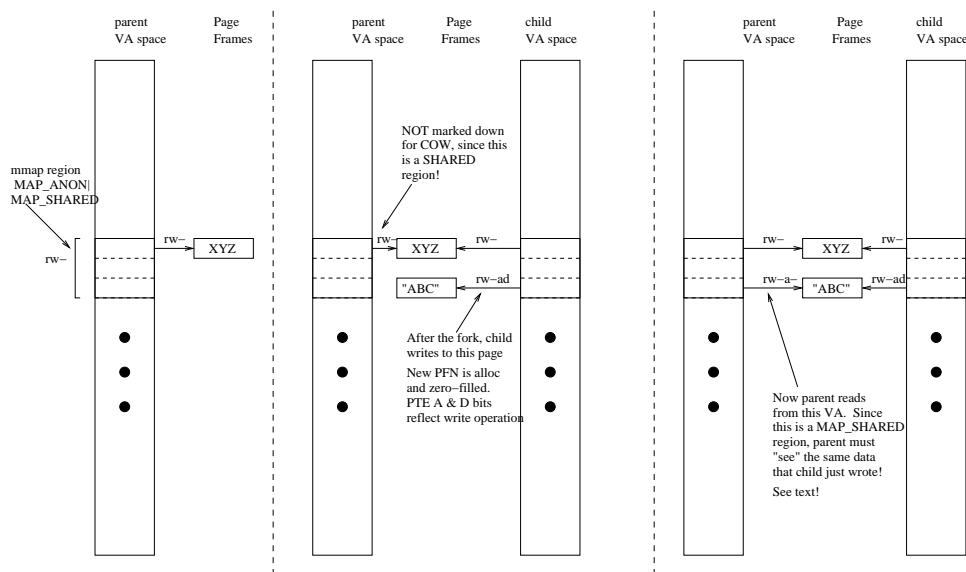 parent
VA space
Page
Frames
mmap region
MAP_ANON|
MAP_SHARED
rw-
rw-
XYZ
parent
VA space
Page
Frames
child
VA space
NOT marked down
for COW, since this
is a SHARED
region!
rw-
XYZ
rw-
"ABC"
rw-ad
After the fork, child
writes to this page
New PFN is alloc
and zero-filled.
PTE A & D bits
reflect write operation
parent
VA space
Page
Frames
child
VA space
rw-
XYZ
rw-
rw-a-
"ABC"
rw-ad
Now parent reads
from this VA. Since
this is a MAP_SHARED
region, parent must
"see" the same data
that child just wrote!
See text!